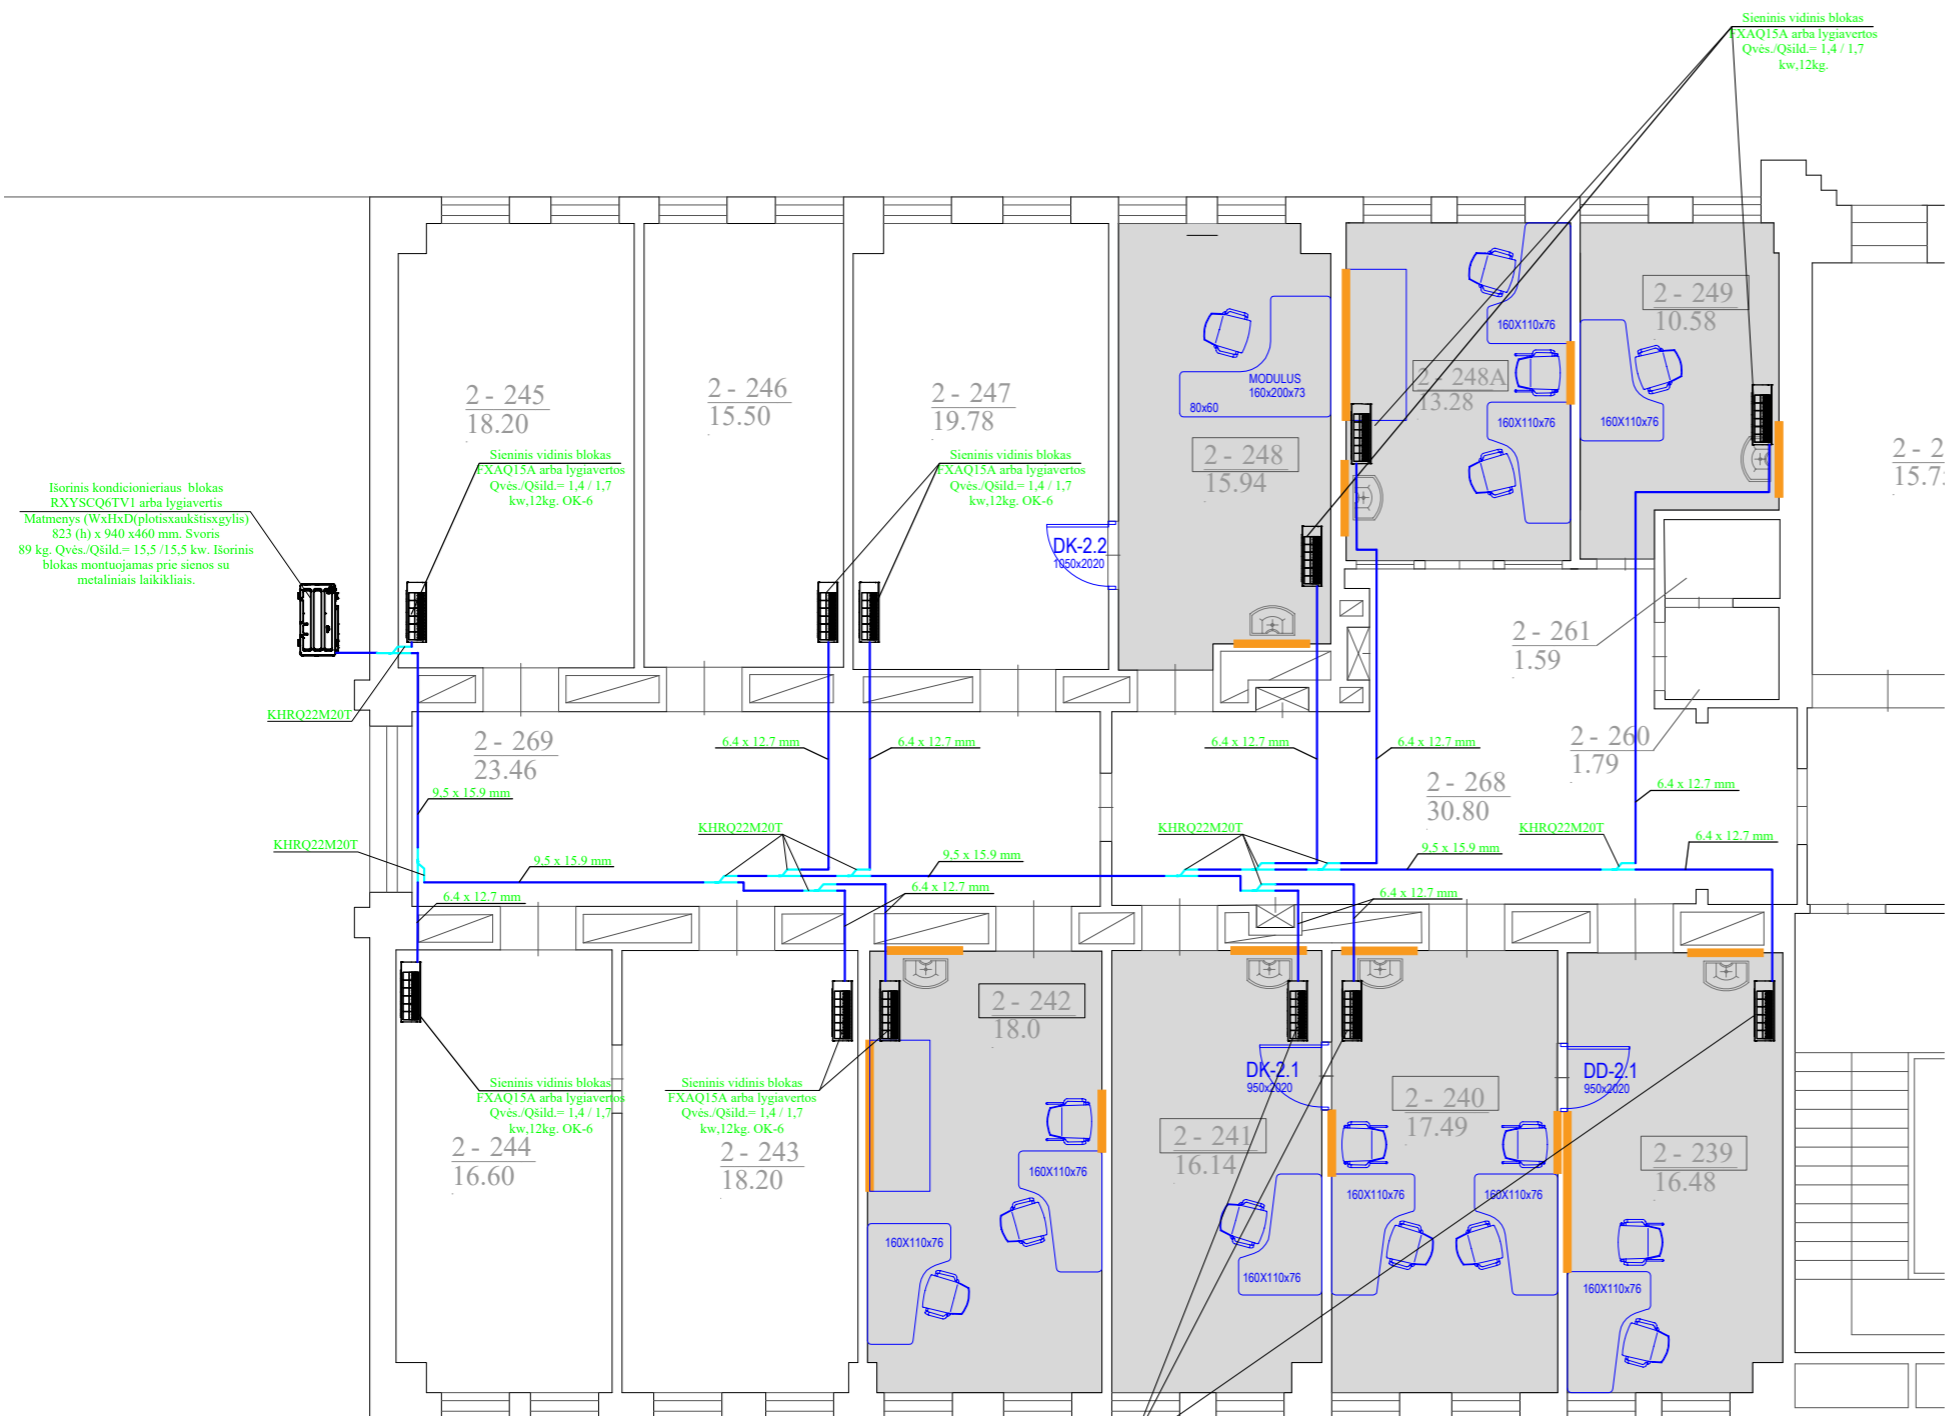 Sieninis vidinis blokas
FXAQ15A arba lygiavertos
Qvės./Qšild.= 1,4 / 1,7
kw,12kg.
2 - 249
10.58
160X110x76
2 - 248A
13.28
160X110x76
160X110x76
MODULUS
160x200x73
80x60
2 - 248
15.94
2 - 245
18.20
2 - 246
15.50
2 - 247
19.78
Sieninis vidinis blokas
FXAQ15A arba lygiavertos
Qvės./Qšild.= 1,4 / 1,7
kw,12kg. OK-6
Sieninis vidinis blokas
FXAQ15A arba lygiavertos
Qvės./Qšild.= 1,4 / 1,7
kw,12kg. OK-6
2 - 2
15.7
Išorinis kondicionieriaus blokas
RXYSCQ6TV1 arba lygiavertis
Matmenys (WxHxD(plotisxaukštisxgylis)
823 (h) x 940 x460 mm. Svoris
89 kg. Qvės./Qšild.= 15,5 /15,5 kw. Išorinis
blokas montuojamas prie sienos su
metaliniais laikikliais.
DK-2.2
1050x2020
2 - 261
1.59
2 - 260
1.79
KHRQ22M20T
2 - 269
23.46
6.4 x 12.7 mm
6.4 x 12.7 mm
6.4 x 12.7 mm
6.4 x 12.7 mm
2 - 268
30.80
6.4 x 12.7 mm
9,5 x 15.9 mm
KHRQ22M20T
KHRQ22M20T
KHRQ22M20T
KHRQ22M20T
6.4 x 12.7 mm
9,5 x 15.9 mm
9,5 x 15.9 mm
9,5 x 15.9 mm
6.4 x 12.7 mm
6.4 x 12.7 mm
6.4 x 12.7 mm
2 - 242
18.0
Sieninis vidinis blokas
FXAQ15A arba lygiavertos
Qvės./Qšild.= 1,4 / 1,7
kw,12kg. OK-6
Sieninis vidinis blokas
FXAQ15A arba lygiavertos
Qvės./Qšild.= 1,4 / 1,7
kw,12kg. OK-6
DK-2.1
950x2020
DD-2.1
950x2020
2 - 240
17.49
2 - 244
16.60
2 - 243
18.20
2 - 241
16.14
2 - 239
16.48
160X110x76
160X110x76
160X110x76
160X110x76
160X110x76
160X110x76